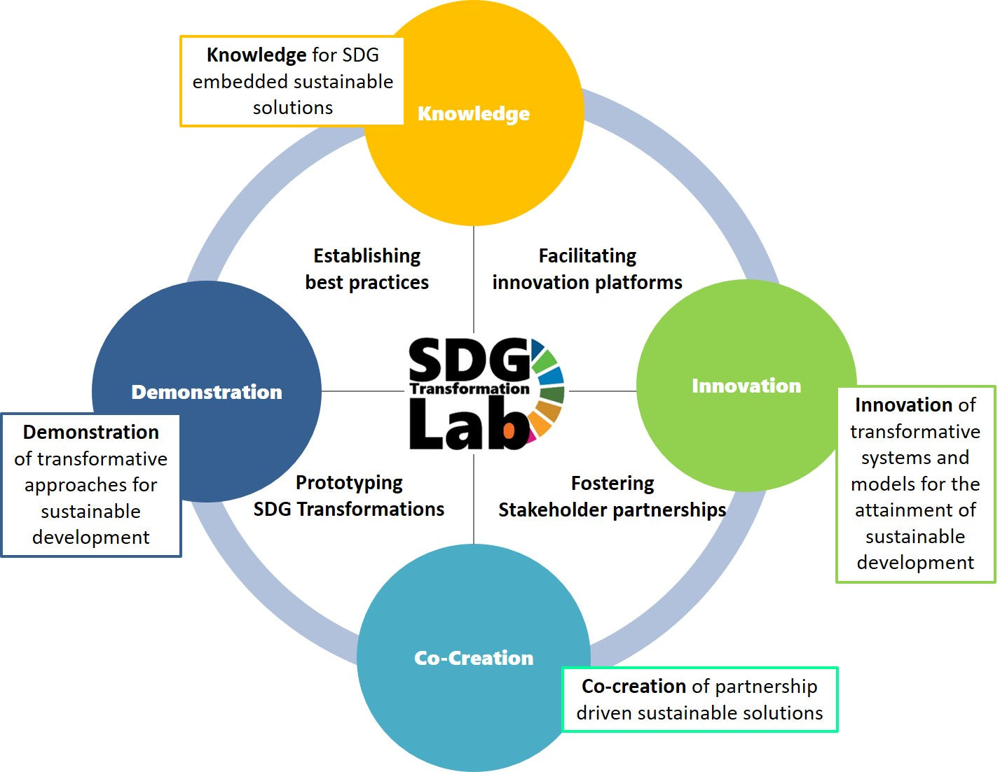 Knowledge for SDG
embedded sustainable
solutions
Knowledge
Establishing
best practices
Facilitating
innovation platforms
Demonstration
SDG
Transformation
Lab
Innovation
Demonstration
of transformative
approaches for
sustainable
development
Innovation of
transformative
systems and
models for the
attainment of
sustainable
development
Prototyping
SDG Transformations
Fostering
Stakeholder partnerships
Co-Creation
Co-creation of partnership
driven sustainable solutions